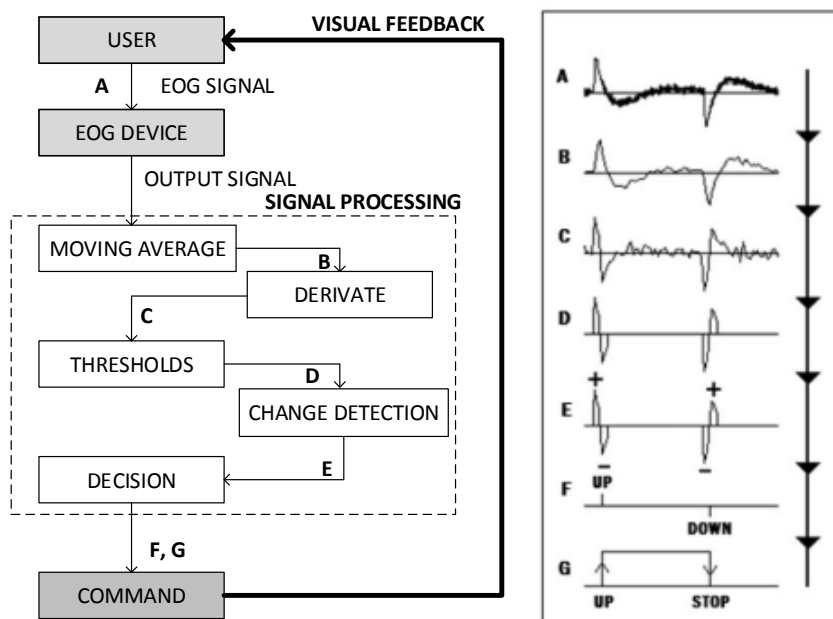 USER
VISUAL FEEDBACK
A
EOG SIGNAL
EOG DEVICE
OUTPUT SIGNAL
SIGNAL PROCESSING
MOVING AVERAGE
B
DERIVATE
C
THRESHOLDS
D
CHANGE DETECTION
E
DECISION
F, G
COMMAND
A
B
C
D
+ +
E
- -
UP
F
DOWN
G
UP STOP